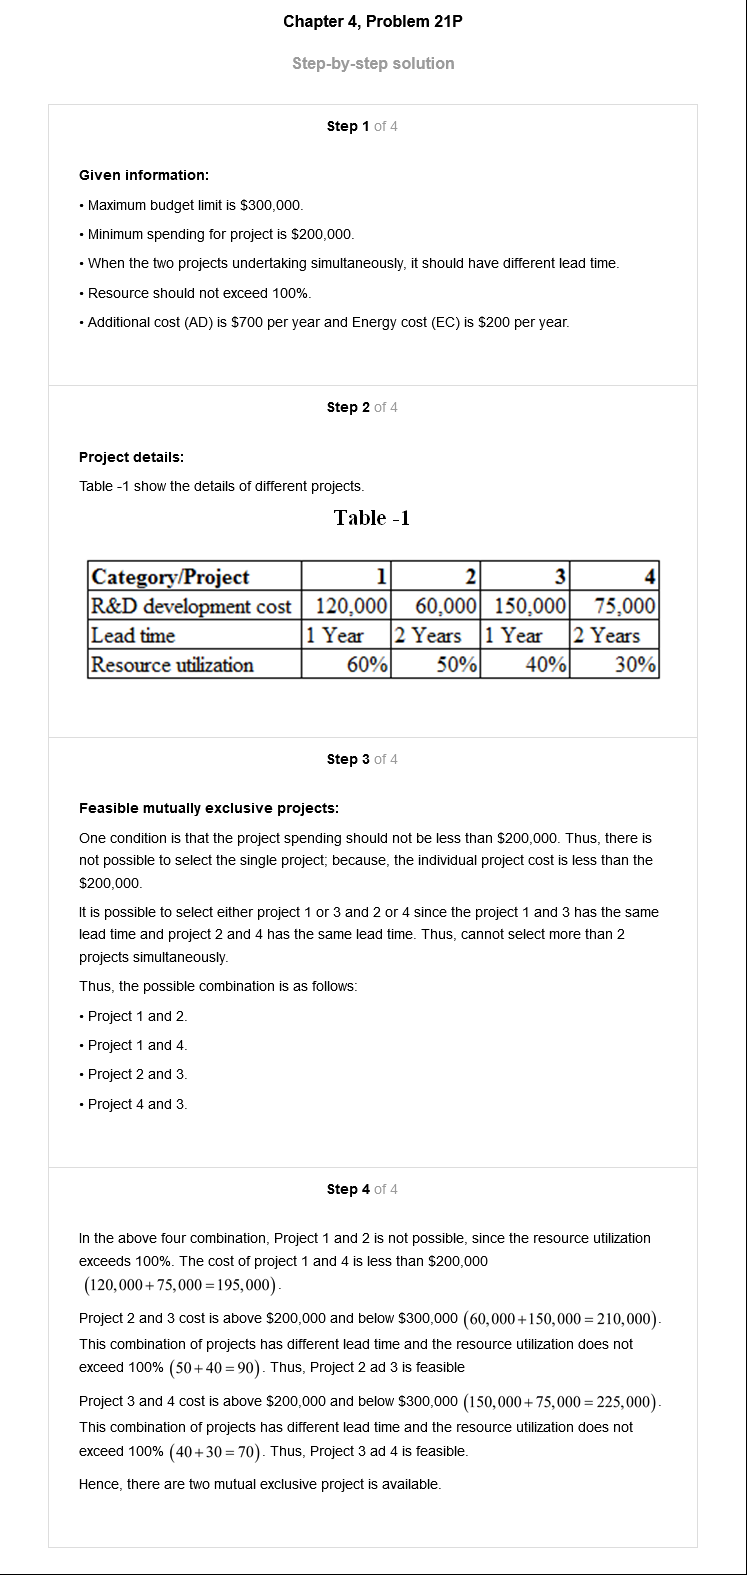 Chapter 4, Problem 21P
Step-by-step solution
Step 1 of 4
Given information:
• Maximum budget limit is $300,000.
• Minimum spending for project is $200,000.
• When the two projects undertaking simultaneously, it should have different lead time.
• Resource should not exceed 100%.
• Additional cost (AD) is $700 per year and Energy cost (EC) is $200 per year.
Step 2 of 4
Project details:
Table -1 show the details of different projects.
Table -1
Category/Project 1 2 3 4
R&D development cost 120,000 60,000 150,000 75,000
Lead time 1 Year 2 Years 1 Year 2 Years
Resource utilization 60% 50% 40% 30%
Step 3 of 4
Feasible mutually exclusive projects:
One condition is that the project spending should not be less than $200,000. Thus, there is
not possible to select the single project; because, the individual project cost is less than the
$200,000.
It is possible to select either project 1 or 3 and 2 or 4 since the project 1 and 3 has the same
lead time and project 2 and 4 has the same lead time. Thus, cannot select more than 2
projects simultaneously.
Thus, the possible combination is as follows:
• Project 1 and 2.
• Project 1 and 4.
• Project 2 and 3.
• Project 4 and 3.
Step 4 of 4
In the above four combination, Project 1 and 2 is not possible, since the resource utilization
exceeds 100%. The cost of project 1 and 4 is less than $200,000
(120,000+75,000=195,000).
Project 2 and 3 cost is above $200,000 and below $300,000 (60,000+150,000=210,000).
This combination of projects has different lead time and the resource utilization does not
exceed 100% (50+40=90). Thus, Project 2 ad 3 is feasible
Project 3 and 4 cost is above $200,000 and below $300,000 (150,000+75,000=225,000).
This combination of projects has different lead time and the resource utilization does not
exceed 100% (40+30=70). Thus, Project 3 ad 4 is feasible.
Hence, there are two mutual exclusive project is available.